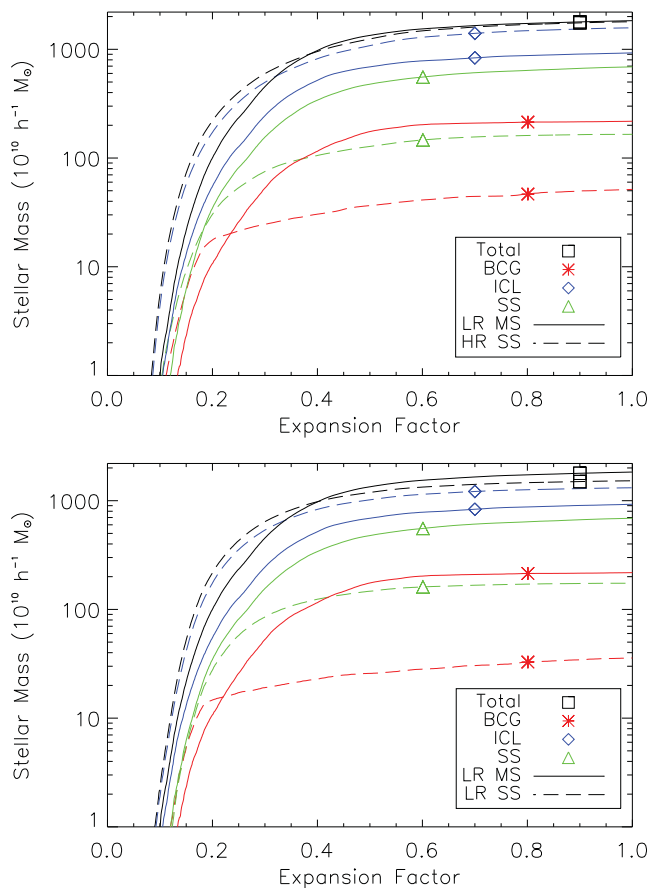 1000
100
10
1
Stellar Mass (10¹⁰ h⁻¹ M☉)
Total
BCG
ICL
SS
LR MS
HR SS
0.0 0.2 0.4 0.6 0.8 1.0
Expansion Factor
1000
100
10
1
Stellar Mass (10¹⁰ h⁻¹ M☉)
Total
BCG
ICL
SS
LR MS
LR SS
0.0 0.2 0.4 0.6 0.8 1.0
Expansion Factor